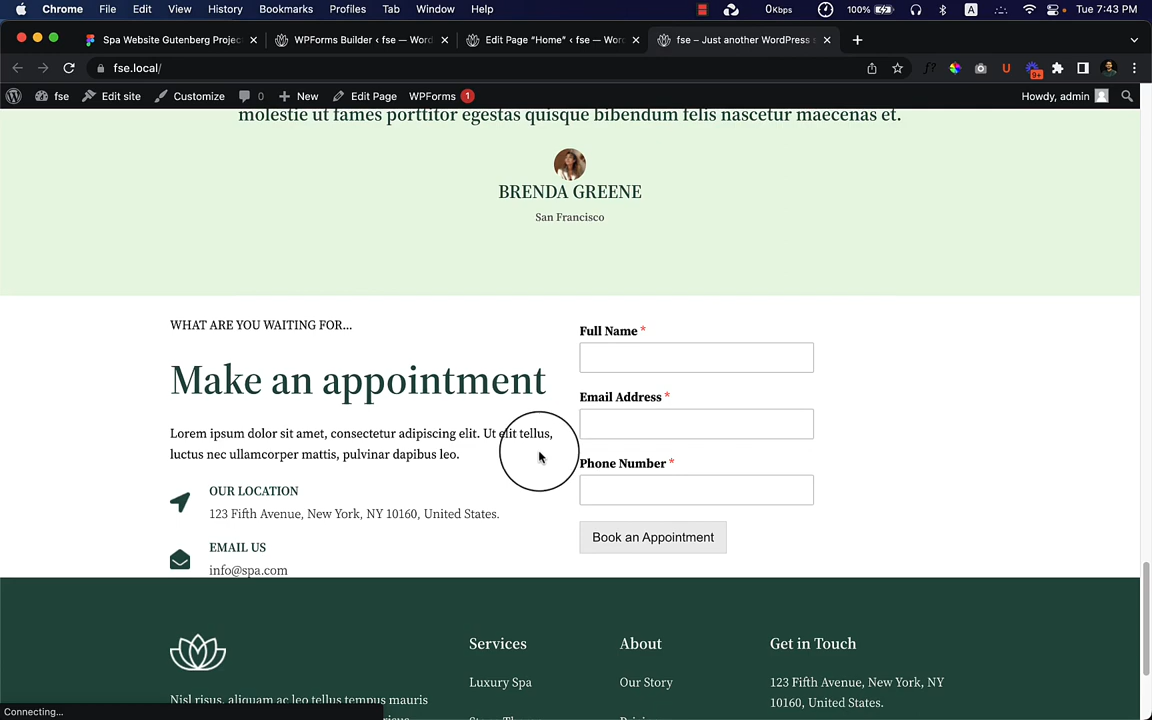 Chrome File Edit View History Bookmarks Profiles Tab Window Help 0Kbps 100% A Tue 7:43 PM
Spa Website Gutenberg Projec
WPForms Builder ‹ fse — Word
Edit Page “Home” ‹ fse — Word
fse – Just another WordPress
fse.local/
f?
U
9+
fse Edit site Customize 0 New Edit Page WPForms 1 Howdy, admin
molestie ut fames porttitor egestas quisque bibendum felis nascetur maecenas et.
BRENDA GREENE
San Francisco
WHAT ARE YOU WAITING FOR...
Make an appointment
Lorem ipsum dolor sit amet, consectetur adipiscing elit. Ut elit tellus,
luctus nec ullamcorper mattis, pulvinar dapibus leo.
OUR LOCATION
123 Fifth Avenue, New York, NY 10160, United States.
EMAIL US
info@spa.com
Full Name *
Email Address *
Phone Number *
Book an Appointment
Nisl risus, aliquam ac leo tellus tempus mauris
Services
Luxury Spa
About
Our Story
Get in Touch
123 Fifth Avenue, New York, NY
10160, United States.
Connecting...